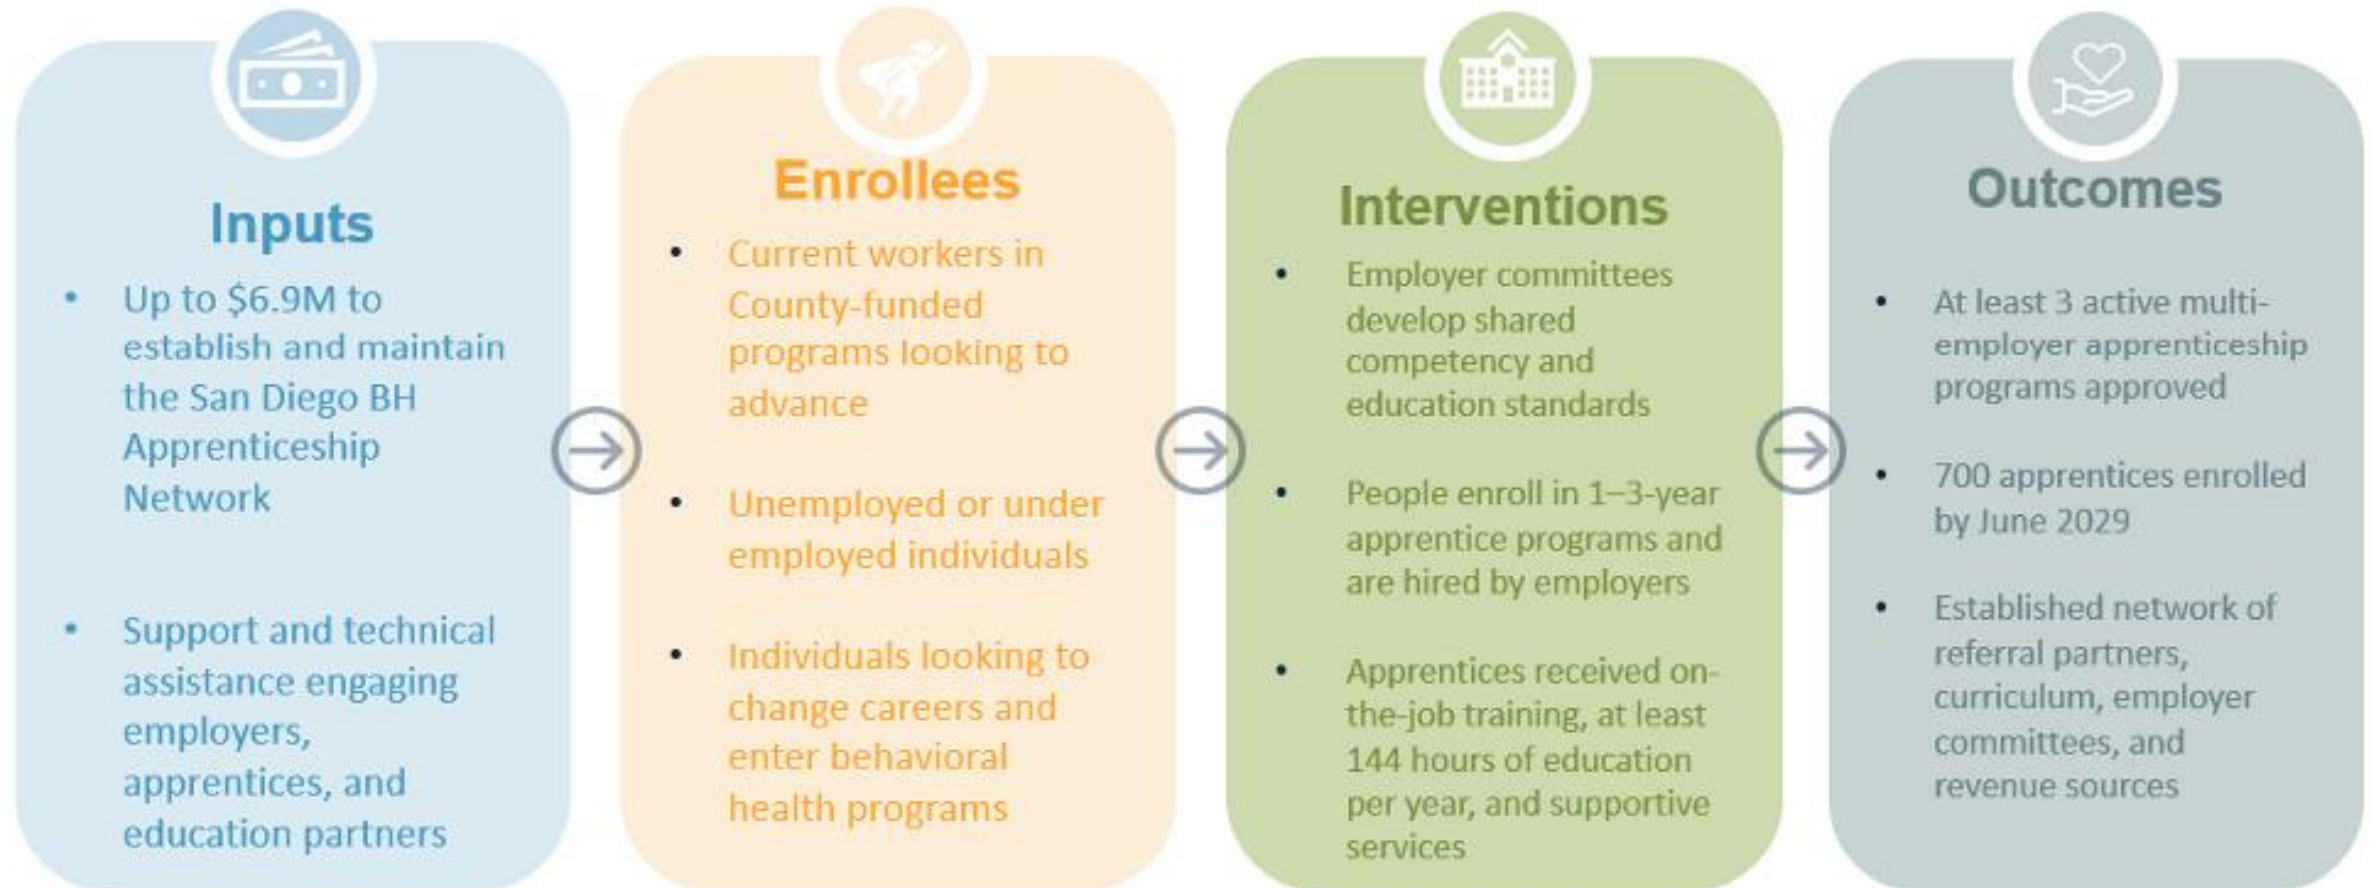 Inputs
• Up to $6.9M to
establish and maintain
the San Diego BH
Apprenticeship
Network
• Support and technical
assistance engaging
employers,
apprentices, and
education partners
Enrollees
• Current workers in
County-funded
programs looking to
advance
• Unemployed or under
employed individuals
• Individuals looking to
change careers and
enter behavioral
health programs
Interventions
• Employer committees
develop shared
competency and
education standards
• People enroll in 1–3-year
apprentice programs and
are hired by employers
• Apprentices received on-
the-job training, at least
144 hours of education
per year, and supportive
services
Outcomes
• At least 3 active multi-
employer apprenticeship
programs approved
• 700 apprentices enrolled
by June 2029
• Established network of
referral partners,
curriculum, employer
committees, and
revenue sources